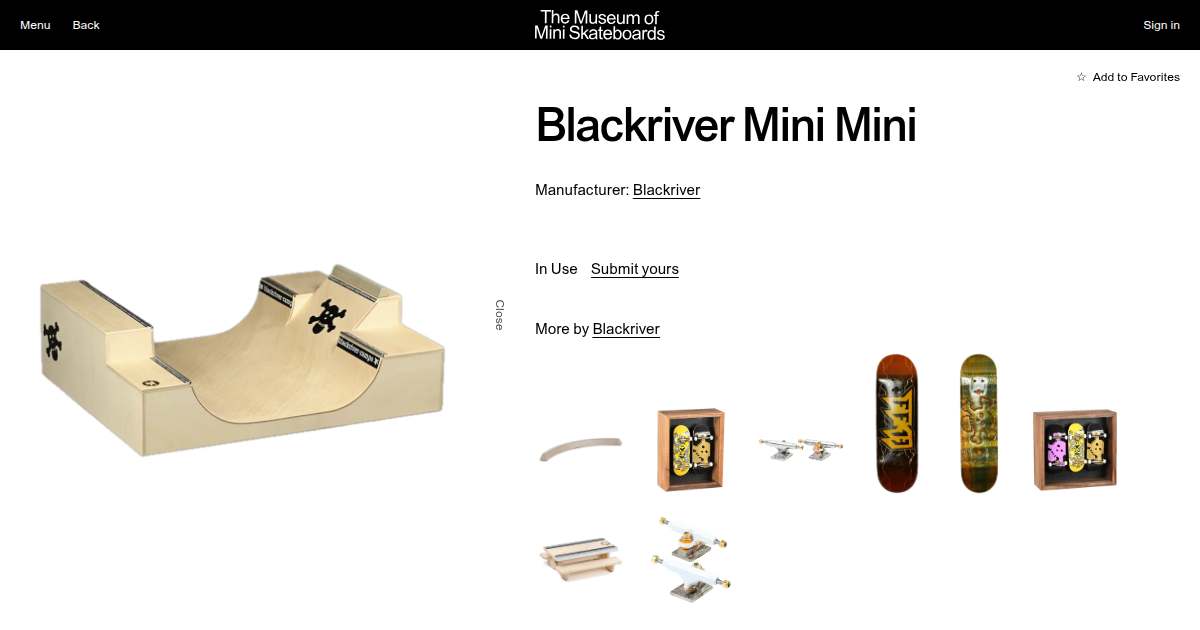 Menu
Back
The Museum of
Mini Skateboards
Sign in
☆ Add to Favorites
Blackriver Mini Mini
Manufacturer: Blackriver
In Use Submit yours
Close
More by Blackriver